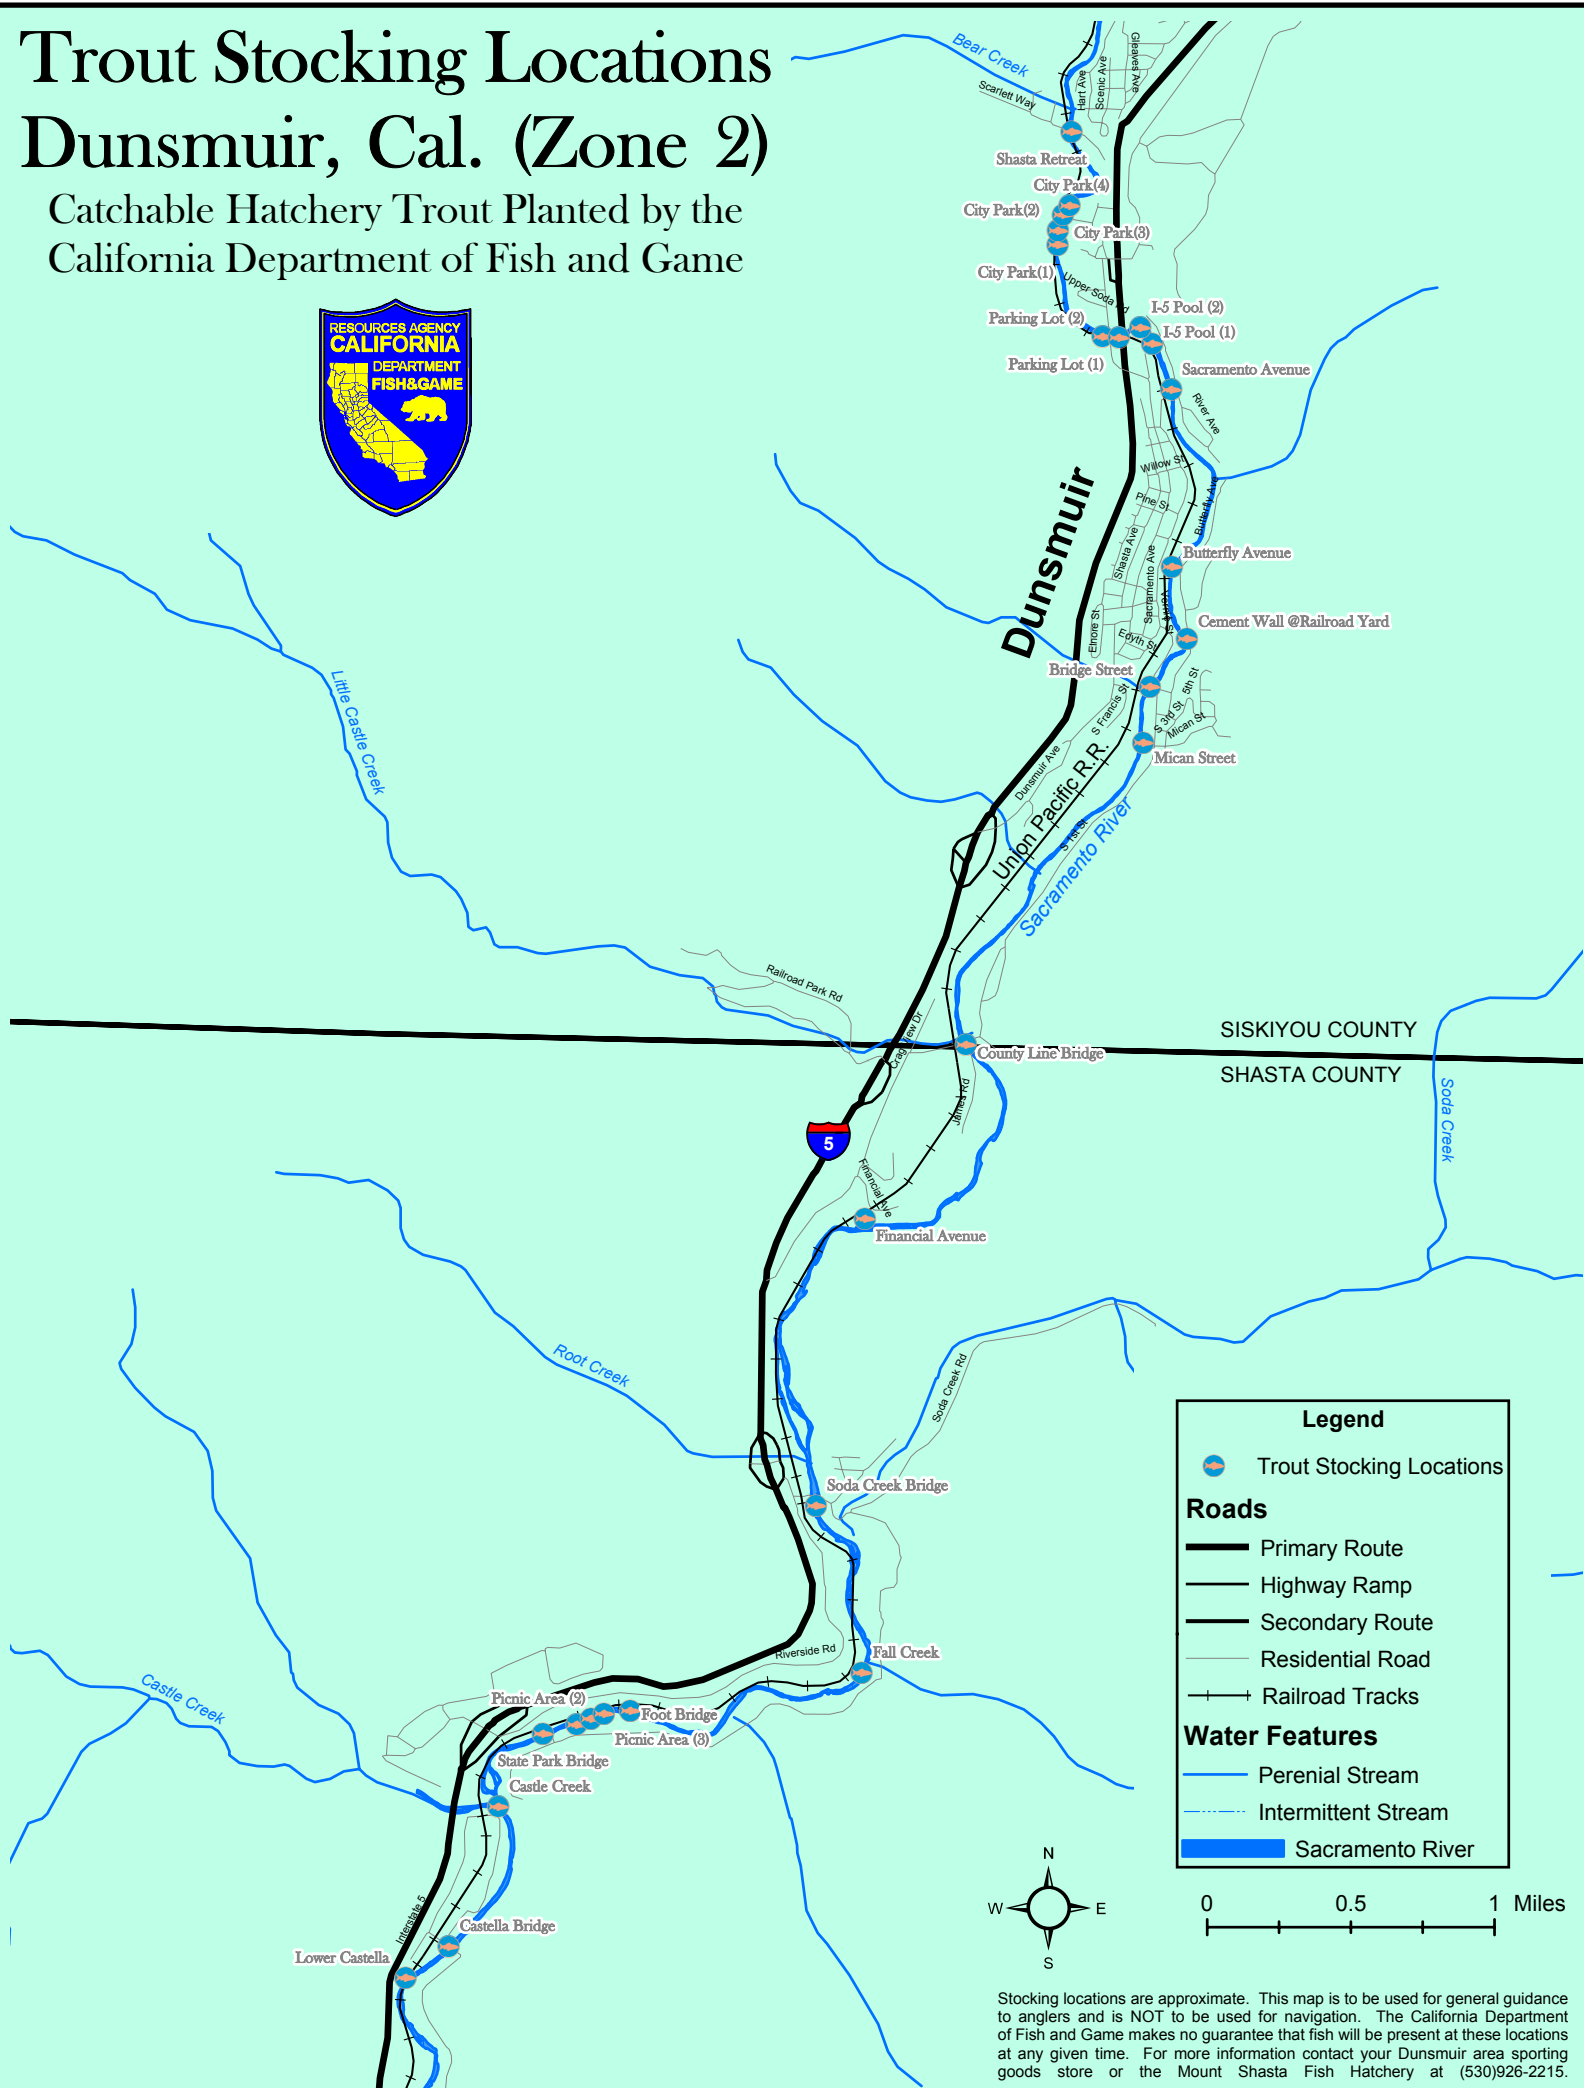 Trout Stocking Locations
Dunsmuir, Cal. (Zone 2)
Catchable Hatchery Trout Planted by the
California Department of Fish and Game
RESOURCES AGENCY
CALIFORNIA
DEPARTMENT
FISH&GAME
Bear Creek
Gleaves Ave
Scenic Ave
Hart Ave
Scarlett Way
Shasta Retreat
City Park(4)
City Park(2)
City Park(3)
City Park(1)
Upper Soda Rd
I-5 Pool (2)
Parking Lot (2)
I-5 Pool (1)
Parking Lot (1)
Sacramento Avenue
River Ave
Willow St
Pine St
Butterfly Ave
Dunsmuir
Shasta Ave
Sacramento Ave
Butterfly Avenue
Elnore St
Edyth St
Cement Wall @Railroad Yard
Bridge Street
5th St
S Francis St
S 3rd St
Mican St
Mican Street
Little Castle Creek
Dunsmuir Ave
Union Pacific R.R.
S 1st St
Sacramento River
Railroad Park Rd
Crag View Dr
SISKIYOU COUNTY
County Line Bridge
SHASTA COUNTY
James Rd
Soda Creek
5
Financial Ave
Financial Avenue
Root Creek
Soda Creek Rd
Soda Creek Bridge
Riverside Rd
Fall Creek
Castle Creek
Picnic Area (2)
Foot Bridge
Picnic Area (3)
State Park Bridge
Castle Creek
Interstate 5
Castella Bridge
Lower Castella
Legend
Trout Stocking Locations
Roads
Primary Route
Highway Ramp
Secondary Route
Residential Road
Railroad Tracks
Water Features
Perenial Stream
Intermittent Stream
Sacramento River
N
W E
S
0 0.5 1 Miles
Stocking locations are approximate. This map is to be used for general guidance
to anglers and is NOT to be used for navigation. The California Department
of Fish and Game makes no guarantee that fish will be present at these locations
at any given time. For more information contact your Dunsmuir area sporting
goods store or the Mount Shasta Fish Hatchery at (530)926-2215.